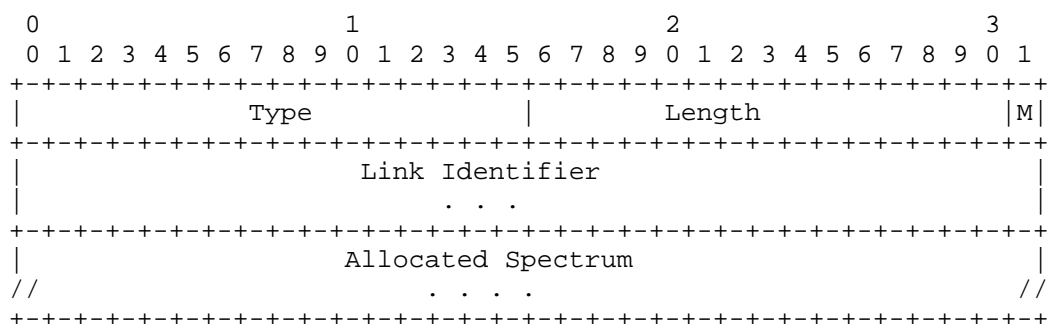 0                   1                   2                   3
 0 1 2 3 4 5 6 7 8 9 0 1 2 3 4 5 6 7 8 9 0 1 2 3 4 5 6 7 8 9 0 1
+-+-+-+-+-+-+-+-+-+-+-+-+-+-+-+-+-+-+-+-+-+-+-+-+-+-+-+-+-+-+-+-+
|              Type             |          Length             |M|
+-+-+-+-+-+-+-+-+-+-+-+-+-+-+-+-+-+-+-+-+-+-+-+-+-+-+-+-+-+-+-+-+
|                     Link Identifier                           |
|                          . . .                                |
+-+-+-+-+-+-+-+-+-+-+-+-+-+-+-+-+-+-+-+-+-+-+-+-+-+-+-+-+-+-+-+-+
|                    Allocated Spectrum                         |
//                        . . . .                              //
+-+-+-+-+-+-+-+-+-+-+-+-+-+-+-+-+-+-+-+-+-+-+-+-+-+-+-+-+-+-+-+-+